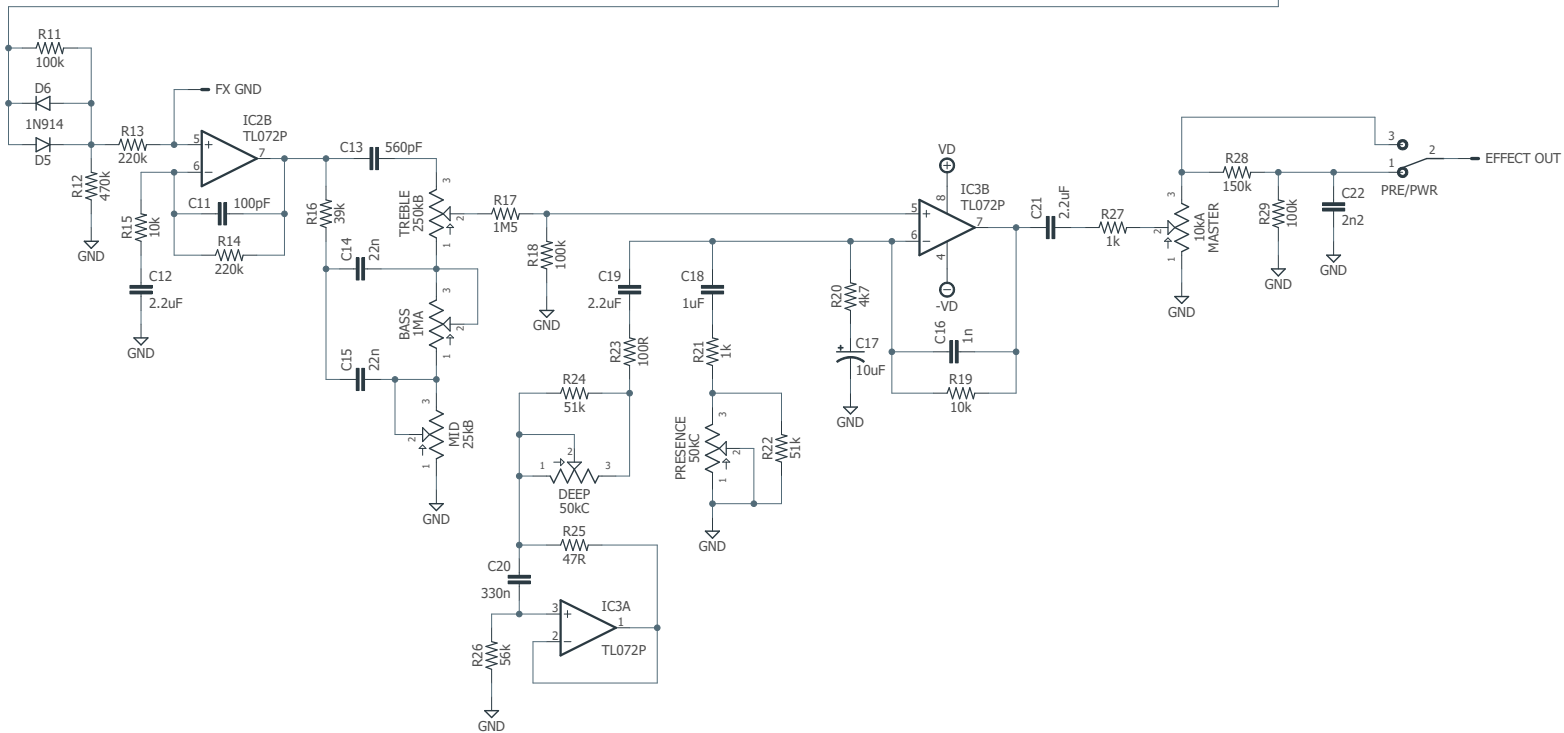 R11
100k
D6
1N914
D5
R12
470k
GND
R13
220k
FX GND
IC2B
TL072P
5
+
6
−
7
R15
10k
C12
2.2uF
GND
C11
100pF
R14
220k
C13
560pF
R16
39k
C14
22n
C15
22n
TREBLE
250kB
3
2
1
BASS
1MA
3
2
1
MID
25kB
3
2
1
GND
R17
1M5
R18
100k
GND
C19
2.2uF
R23
100R
R24
51k
1
2
3
DEEP
50kC
R25
47R
C20
330n
R26
56k
GND
IC3A
TL072P
3
+
2
−
1
C18
1uF
R21
1k
PRESENCE
50kC
3
2
1
R22
51k
GND
R20
4k7
+
C17
10uF
GND
VD
+
8
IC3B
TL072P
5
+
6
−
7
4
−
-VD
C16
1n
R19
10k
C21
2.2uF
R27
1k
10kA
MASTER
3
2
1
GND
R28
150k
R29
100k
GND
C22
2n2
GND
3
1
2
PRE/PWR
EFFECT OUT